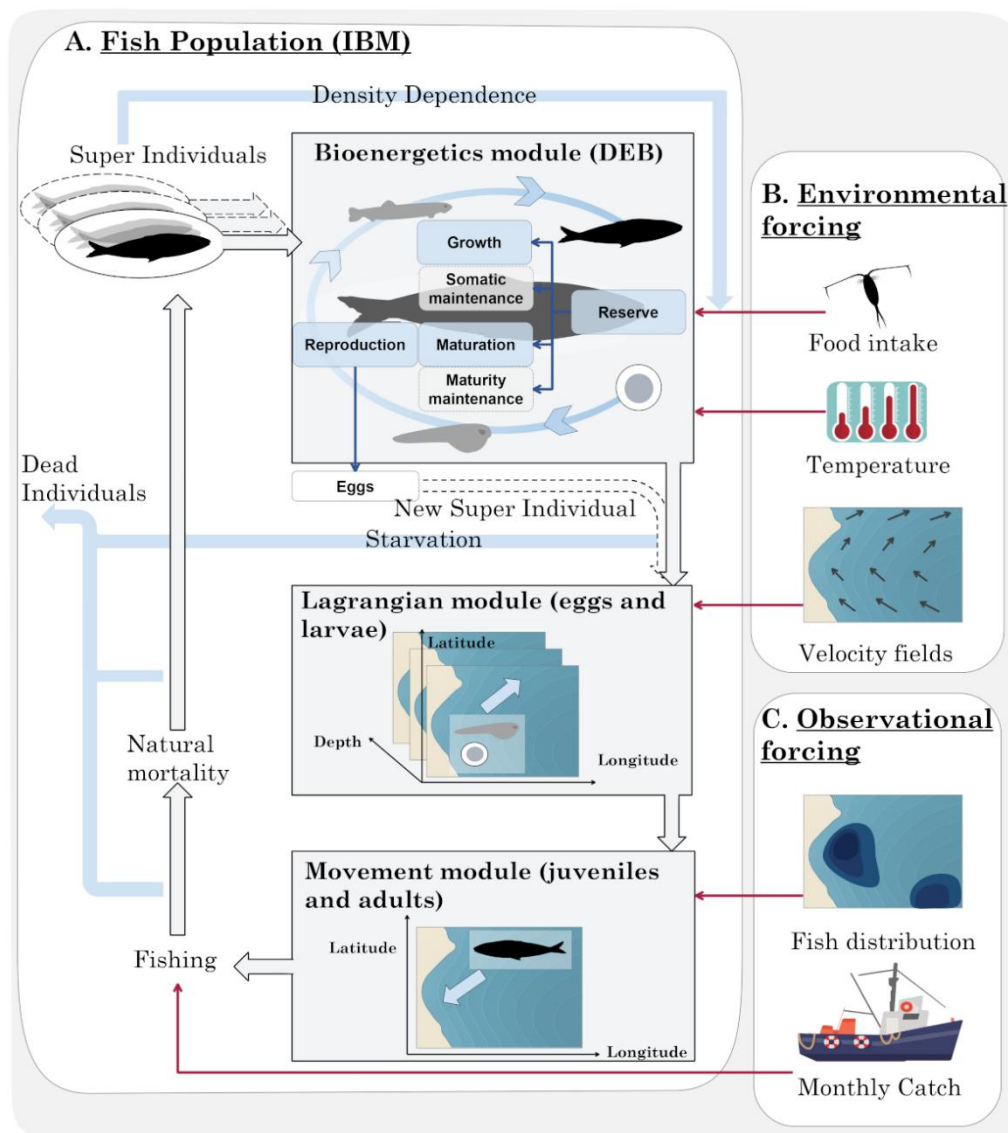 A. Fish Population (IBM)
Density Dependence
Super Individuals
Bioenergetics module (DEB)
Growth
Somatic
maintenance
Reserve
Reproduction
Maturation
Maturity
maintenance
Eggs
New Super Individual
Dead
Individuals
Starvation
Lagrangian module (eggs and
larvae)
Latitude
Depth
Longitude
Natural
mortality
Movement module (juveniles
and adults)
Latitude
Longitude
Fishing
B. Environmental
forcing
Food intake
Temperature
Velocity fields
C. Observational
forcing
Fish distribution
Monthly Catch